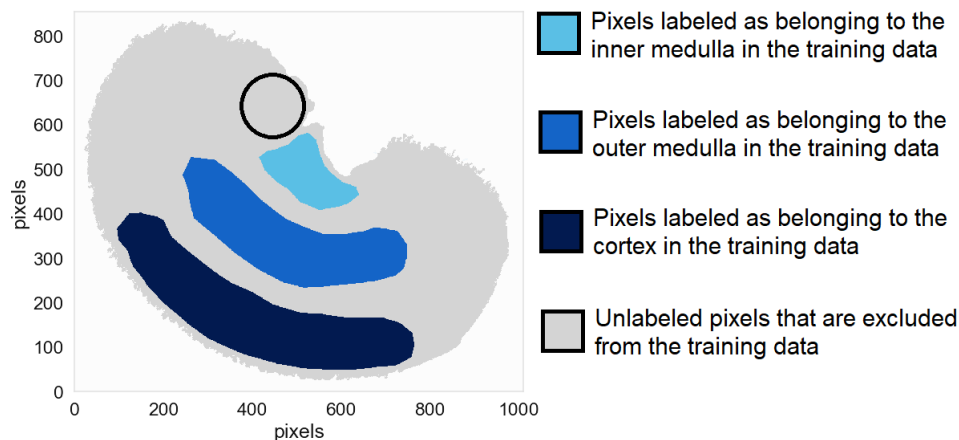 800
700
600
500
400
300
200
100
0
pixels
0
200
400
600
800
1000
pixels
Pixels labeled as belonging to the
inner medulla in the training data
Pixels labeled as belonging to the
outer medulla in the training data
Pixels labeled as belonging to the
cortex in the training data
Unlabeled pixels that are excluded
from the training data